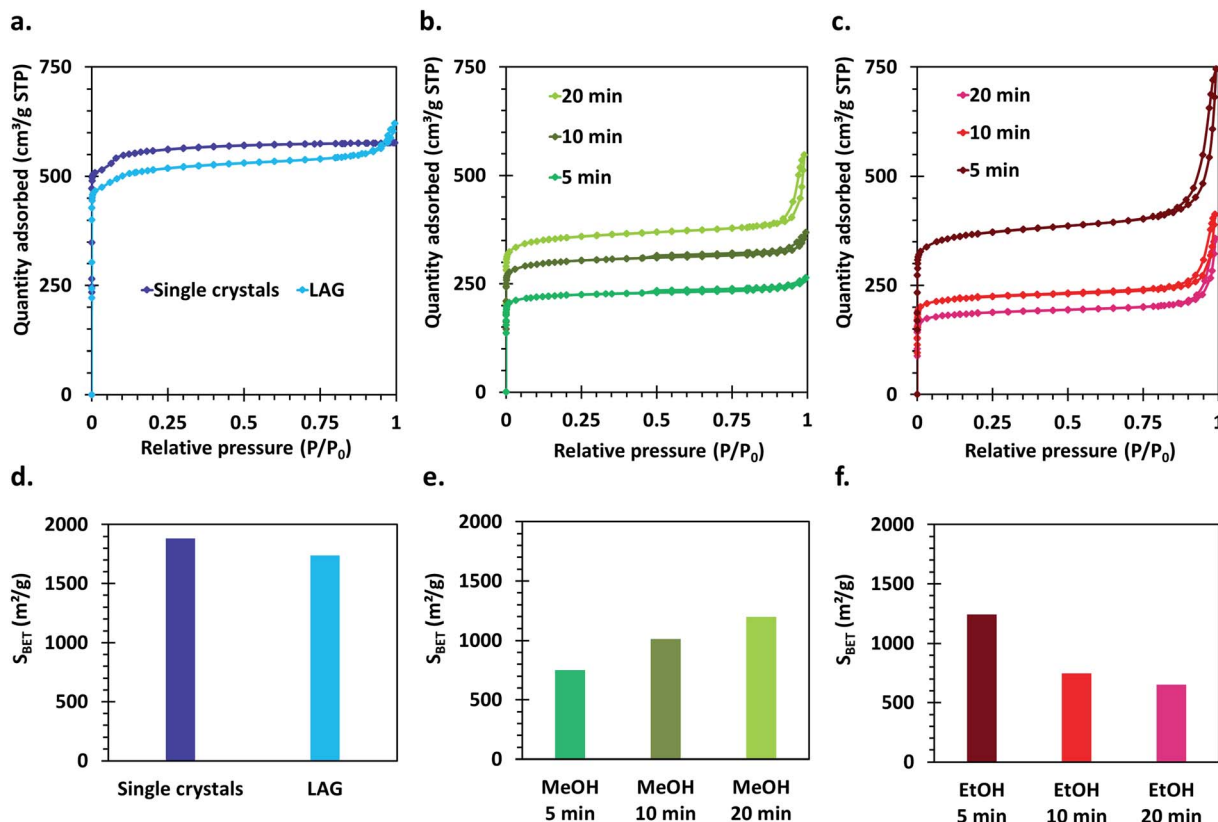 a.
Quantity adsorbed (cm³/g STP)
750
500
250
0
Single crystals
LAG
0
0.25
0.5
0.75
1
Relative pressure (P/P₀)
b.
Quantity adsorbed (cm³/g STP)
750
500
250
0
20 min
10 min
5 min
0
0.25
0.5
0.75
1
Relative pressure (P/P₀)
c.
Quantity adsorbed (cm³/g STP)
750
500
250
0
20 min
10 min
5 min
0
0.25
0.5
0.75
1
Relative pressure (P/P₀)
d.
S_BET (m²/g)
2000
1500
1000
500
0
Single crystals
LAG
e.
S_BET (m²/g)
2000
1500
1000
500
0
MeOH
5 min
MeOH
10 min
MeOH
20 min
f.
S_BET (m²/g)
2000
1500
1000
500
0
EtOH
5 min
EtOH
10 min
EtOH
20 min